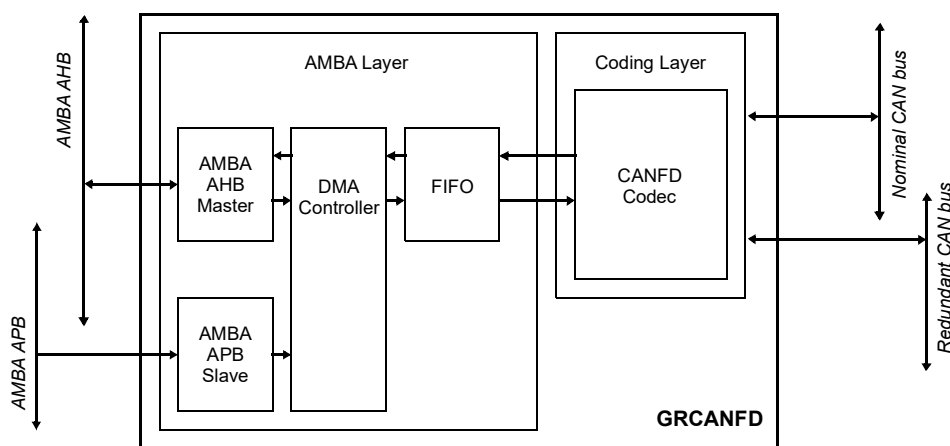 AMBA AHB
AMBA Layer
Coding Layer
Nominal CAN bus
AMBA
AHB
Master
DMA
Controller
FIFO
CANFD
Codec
Redundant CAN bus
AMBA APB
AMBA
APB
Slave
GRCANFD